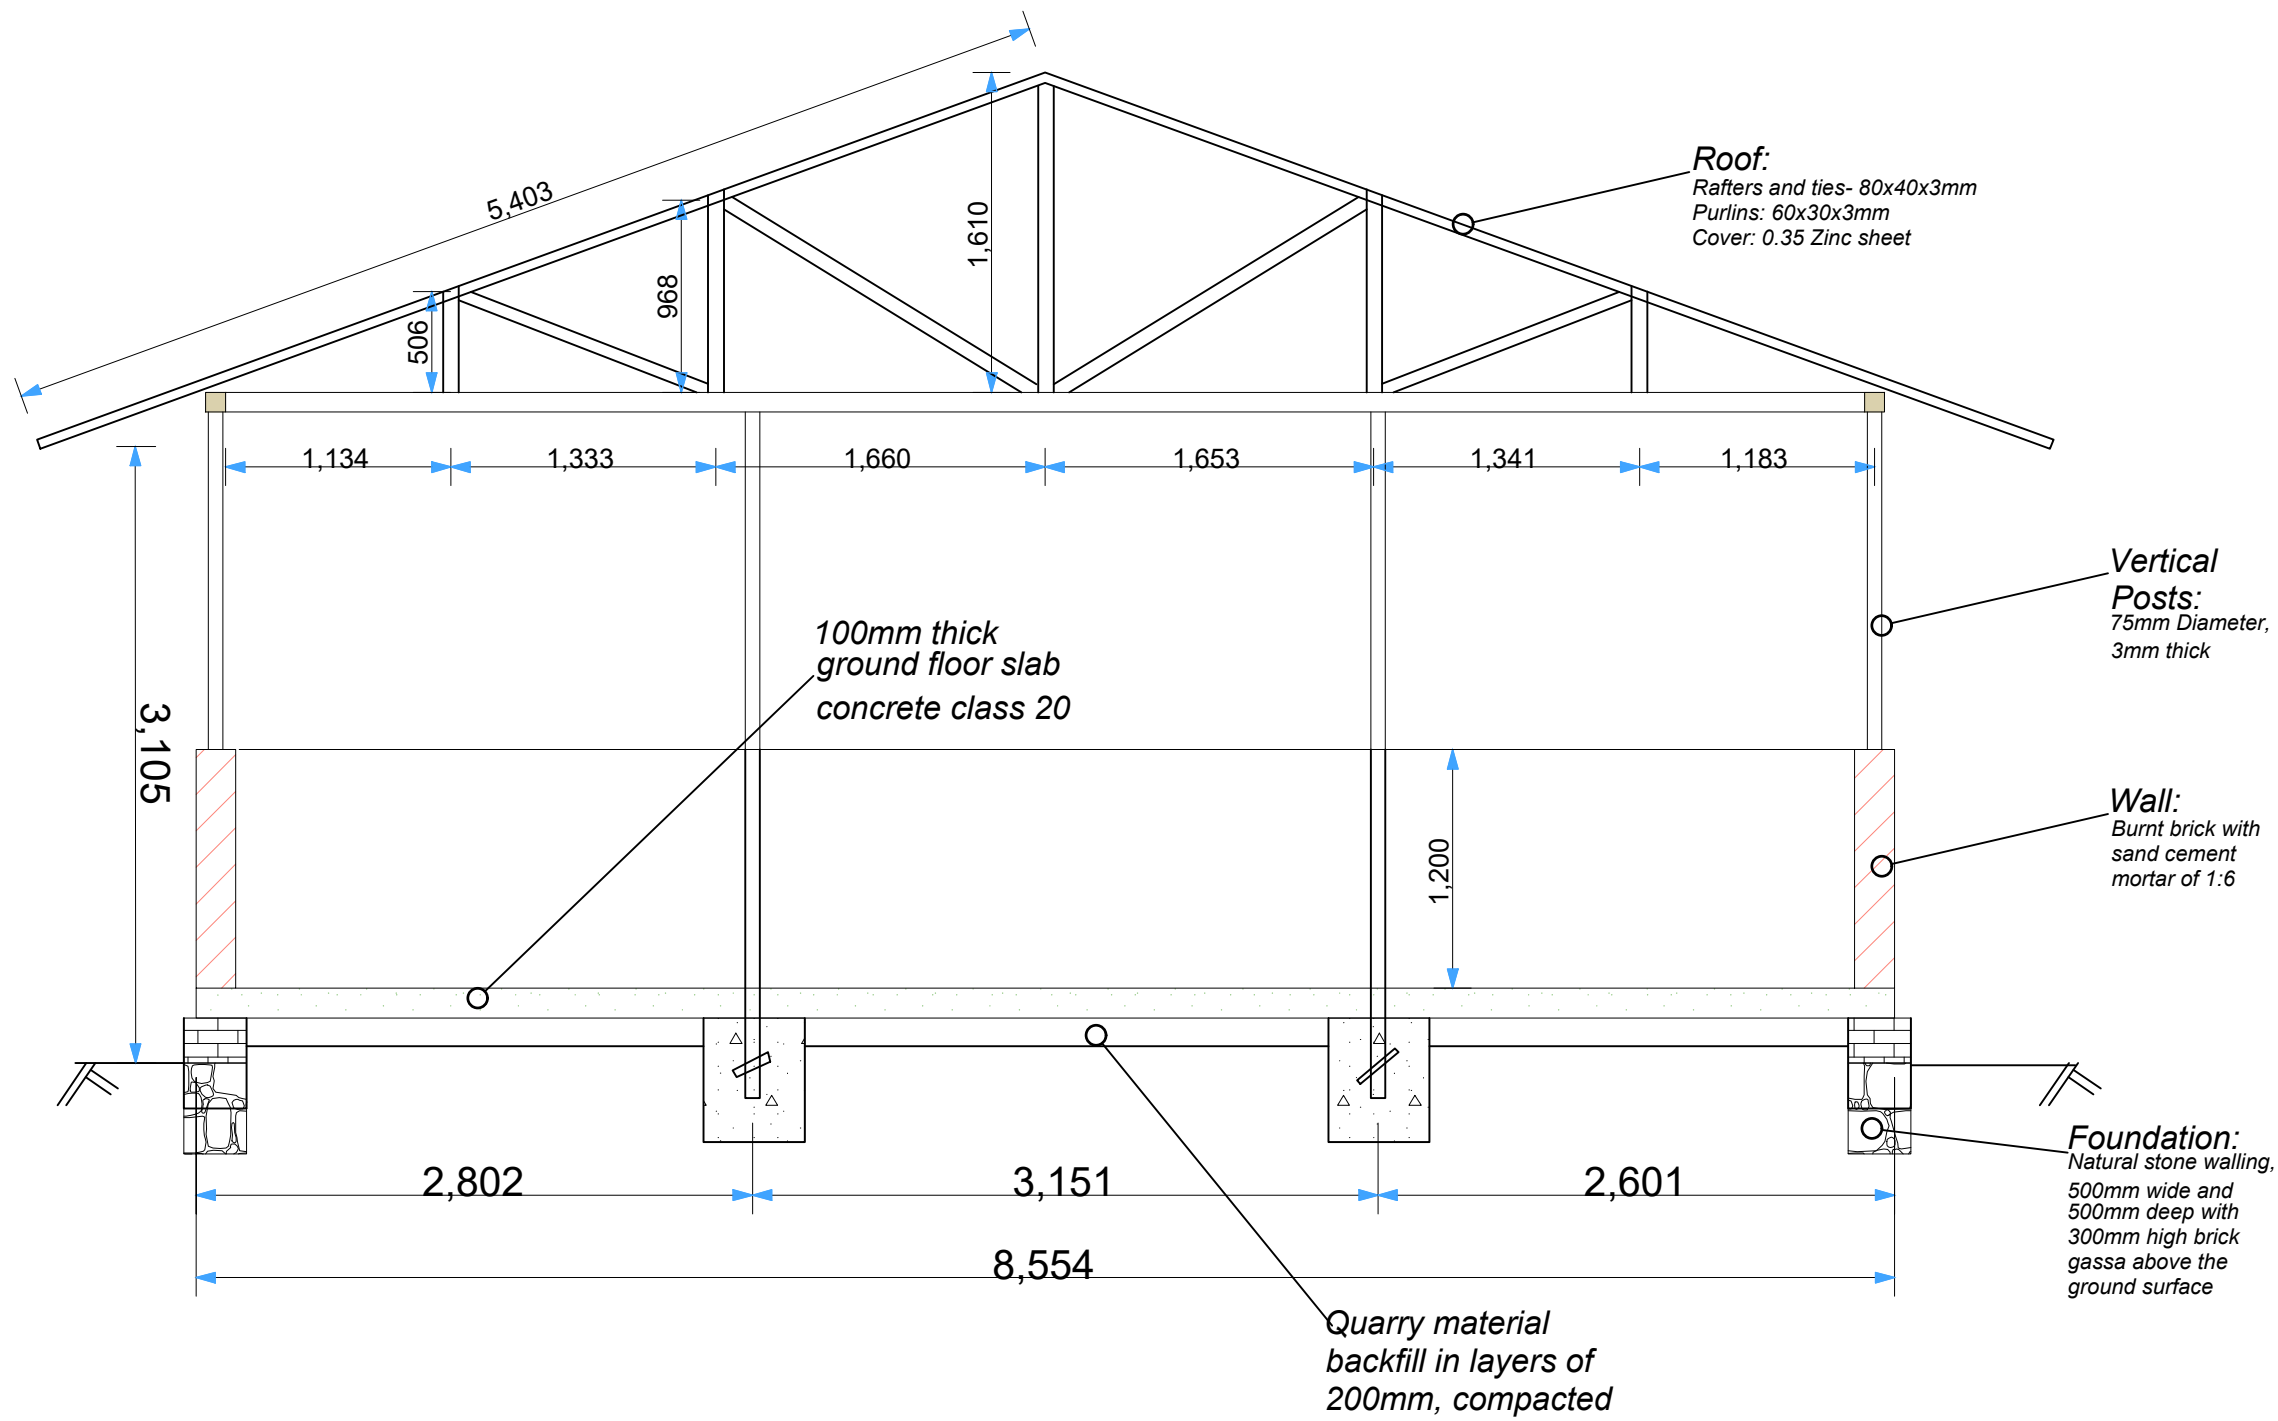 5,403
1,610
968
506
Roof:
Rafters and ties- 80x40x3mm
Purlins: 60x30x3mm
Cover: 0.35 Zinc sheet
1,134
1,333
1,660
1,653
1,341
1,183
Vertical
Posts:
75mm Diameter,
3mm thick
100mm thick
ground floor slab
concrete class 20
3,105
Wall:
Burnt brick with
sand cement
mortar of 1:6
1,200
Foundation:
Natural stone walling,
500mm wide and
500mm deep with
300mm high brick
gassa above the
ground surface
2,802
3,151
2,601
8,554
Quarry material
backfill in layers of
200mm, compacted